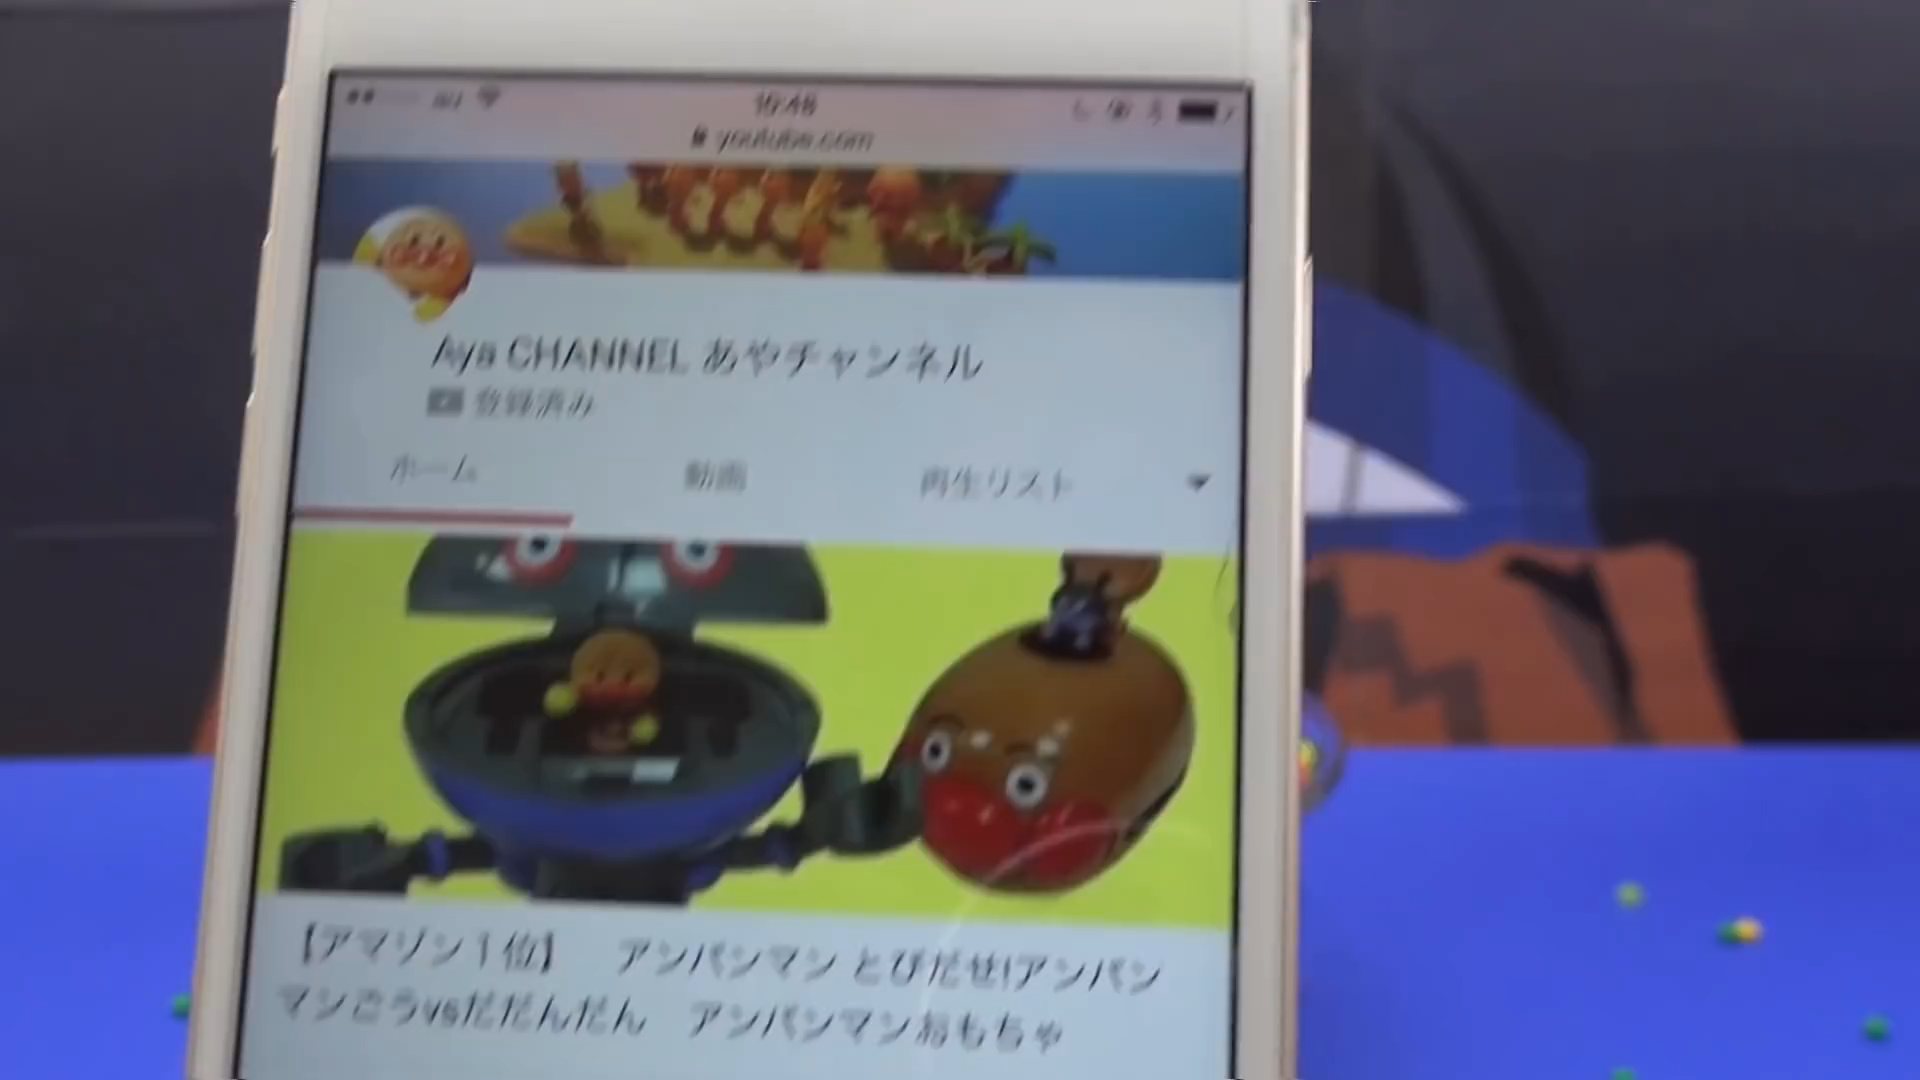 au
youtube.com
Aya CHANNEL あやチャンネル
登録済み
ホーム 動画 再生リスト
【アマゾン1位】 アンパンマン とびだせ!アンパン
マンごうvsだだんだん アンパンマンおもちゃ